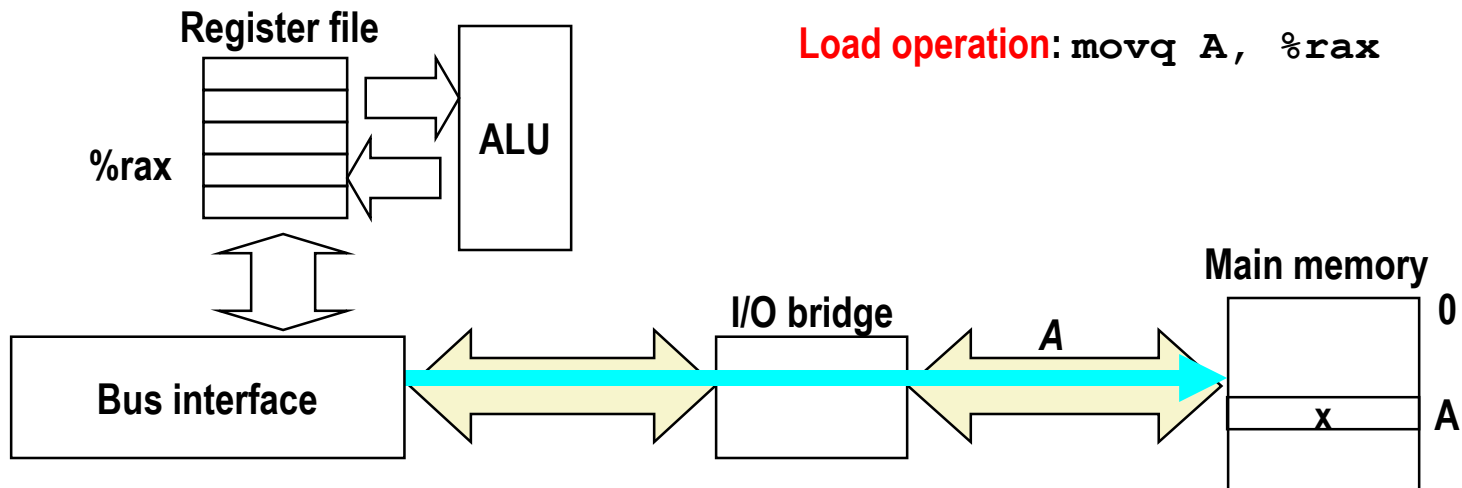 Register file
Load operation: movq A, %rax
ALU
%rax
Main memory
0
I/O bridge
A
Bus interface
x
A